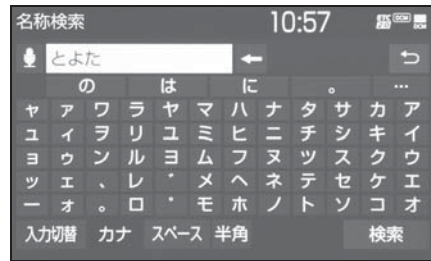 名称検索 10:57
とよた
の は に 。 …
ャ ァ ワ ラ ヤ マ ハ ナ タ サ カ ア
ュ ィ ヲ リ ユ ミ ヒ ニ チ シ キ イ
ョ ゥ ン ル ヨ ム フ ヌ ツ ス ク ウ
ッ ェ 、 レ ゛ メ ヘ ネ テ セ ケ エ
ー ォ 。 ロ ゜ モ ホ ノ ト ソ コ オ
入力切替 カナ スペース 半角 検索